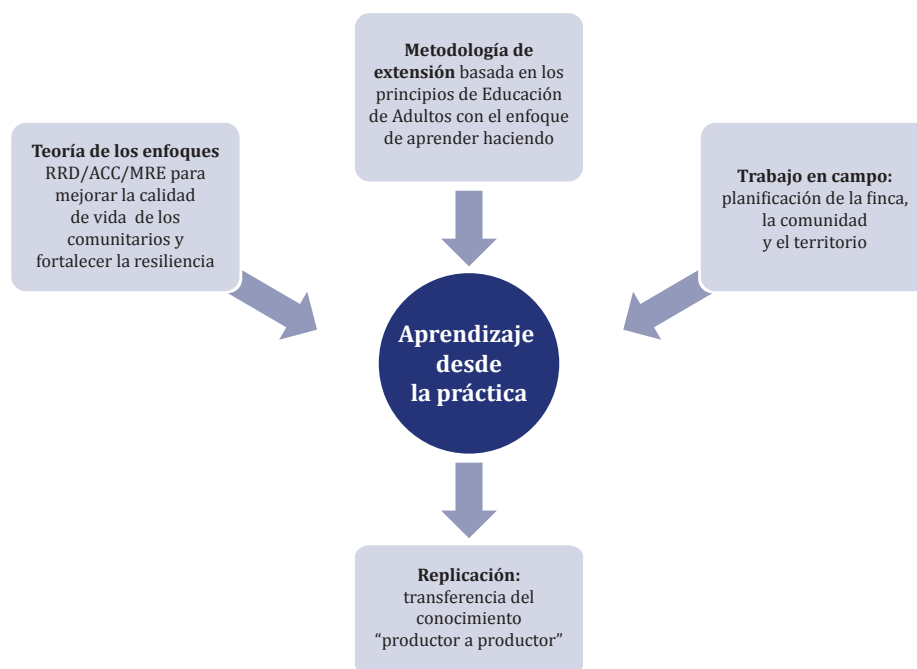 Metodología de
extensión basada en los
principios de Educación
de Adultos con el enfoque
de aprender haciendo
Teoría de los enfoques
RRD/ACC/MRE para
mejorar la calidad
de vida de los
comunitarios y
fortalecer la resiliencia
Trabajo en campo:
planificación de la finca,
la comunidad
y el territorio
Aprendizaje
desde
la práctica
Replicación:
transferencia del
conocimiento
“productor a productor”